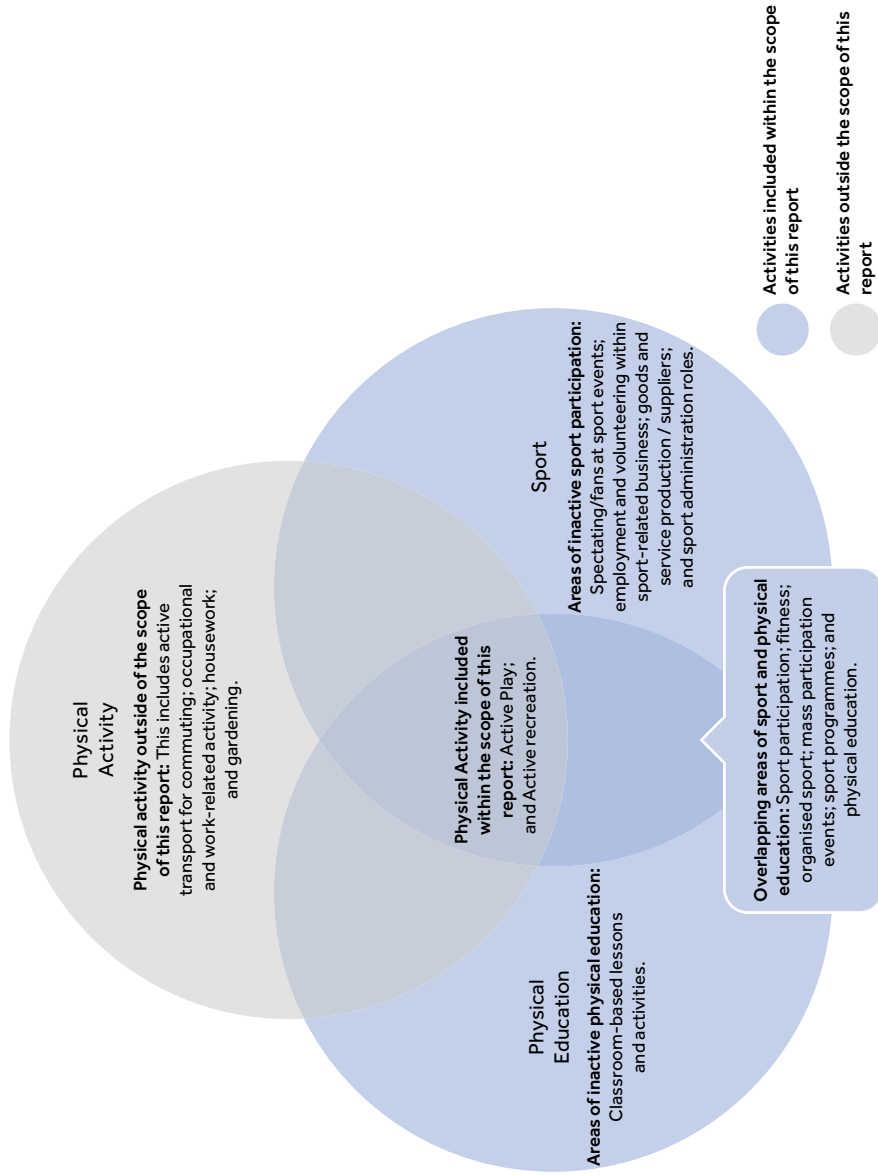 Physical
Activity
Physical activity outside of the scope
of this report: This includes active
transport for commuting; occupational
and work-related activity; housework;
and gardening.
Physical Activity included
within the scope of this
report: Active Play;
and Active recreation.
Physical
Education
Areas of inactive physical education:
Classroom-based lessons
and activities.
Sport
Areas of inactive sport participation:
Spectating/fans at sport events;
employment and volunteering within
sport-related business; goods and
service production / suppliers;
and sport administration roles.
Overlapping areas of sport and physical
education: Sport participation; fitness;
organised sport; mass participation
events; sport programmes; and
physical education.
Activities included within the scope
of this report
Activities outside the scope of this
report